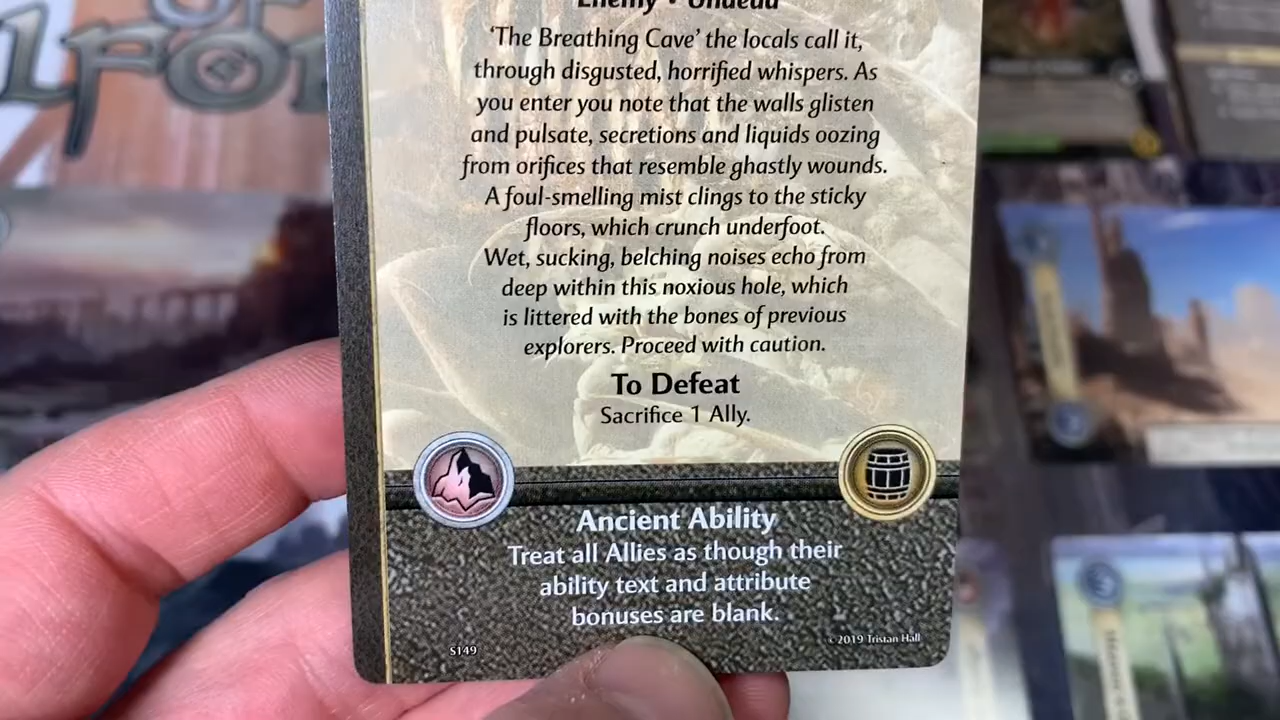 OF
Enemy • Undead
'The Breathing Cave' the locals call it,
through disgusted, horrified whispers. As
you enter you note that the walls glisten
and pulsate, secretions and liquids oozing
from orifices that resemble ghastly wounds.
A foul-smelling mist clings to the sticky
floors, which crunch underfoot.
Wet, sucking, belching noises echo from
deep within this noxious hole, which
is littered with the bones of previous
explorers. Proceed with caution.
To Defeat
Sacrifice 1 Ally.
Ancient Ability
Treat all Allies as though their
ability text and attribute
bonuses are blank.
S149
©2019 Tristan Hall